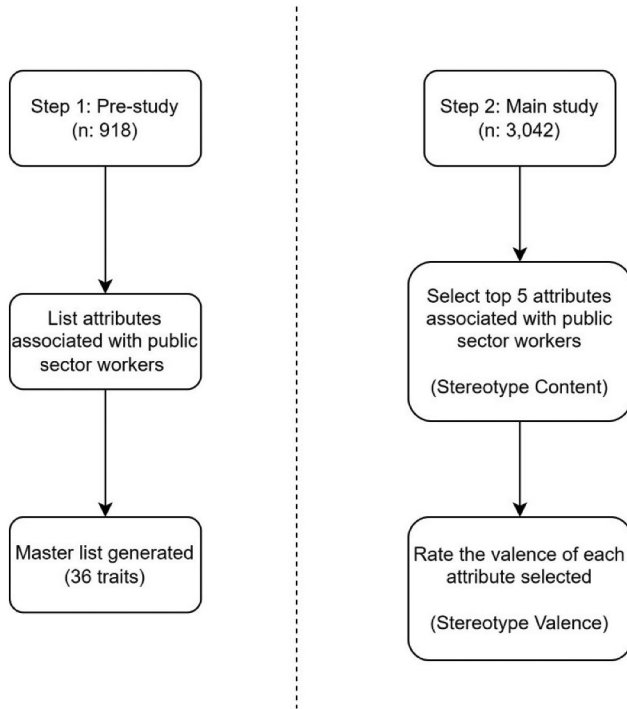 Step 1: Pre-study
(n: 918)
List attributes
associated with public
sector workers
Master list generated
(36 traits)
Step 2: Main study
(n: 3,042)
Select top 5 attributes
associated with public
sector workers
(Stereotype Content)
Rate the valence of each
attribute selected
(Stereotype Valence)